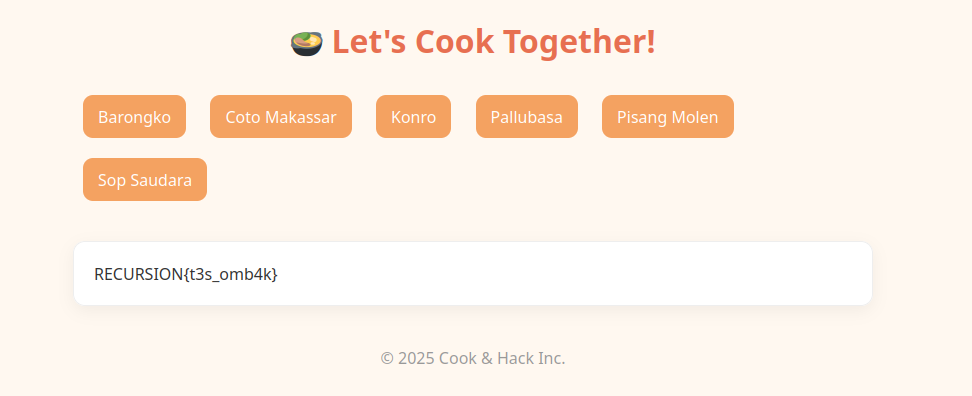 Let's Cook Together!
Barongko Coto Makassar Konro Pallubasa Pisang Molen
Sop Saudara
RECURSION{t3s_omb4k}
© 2025 Cook & Hack Inc.